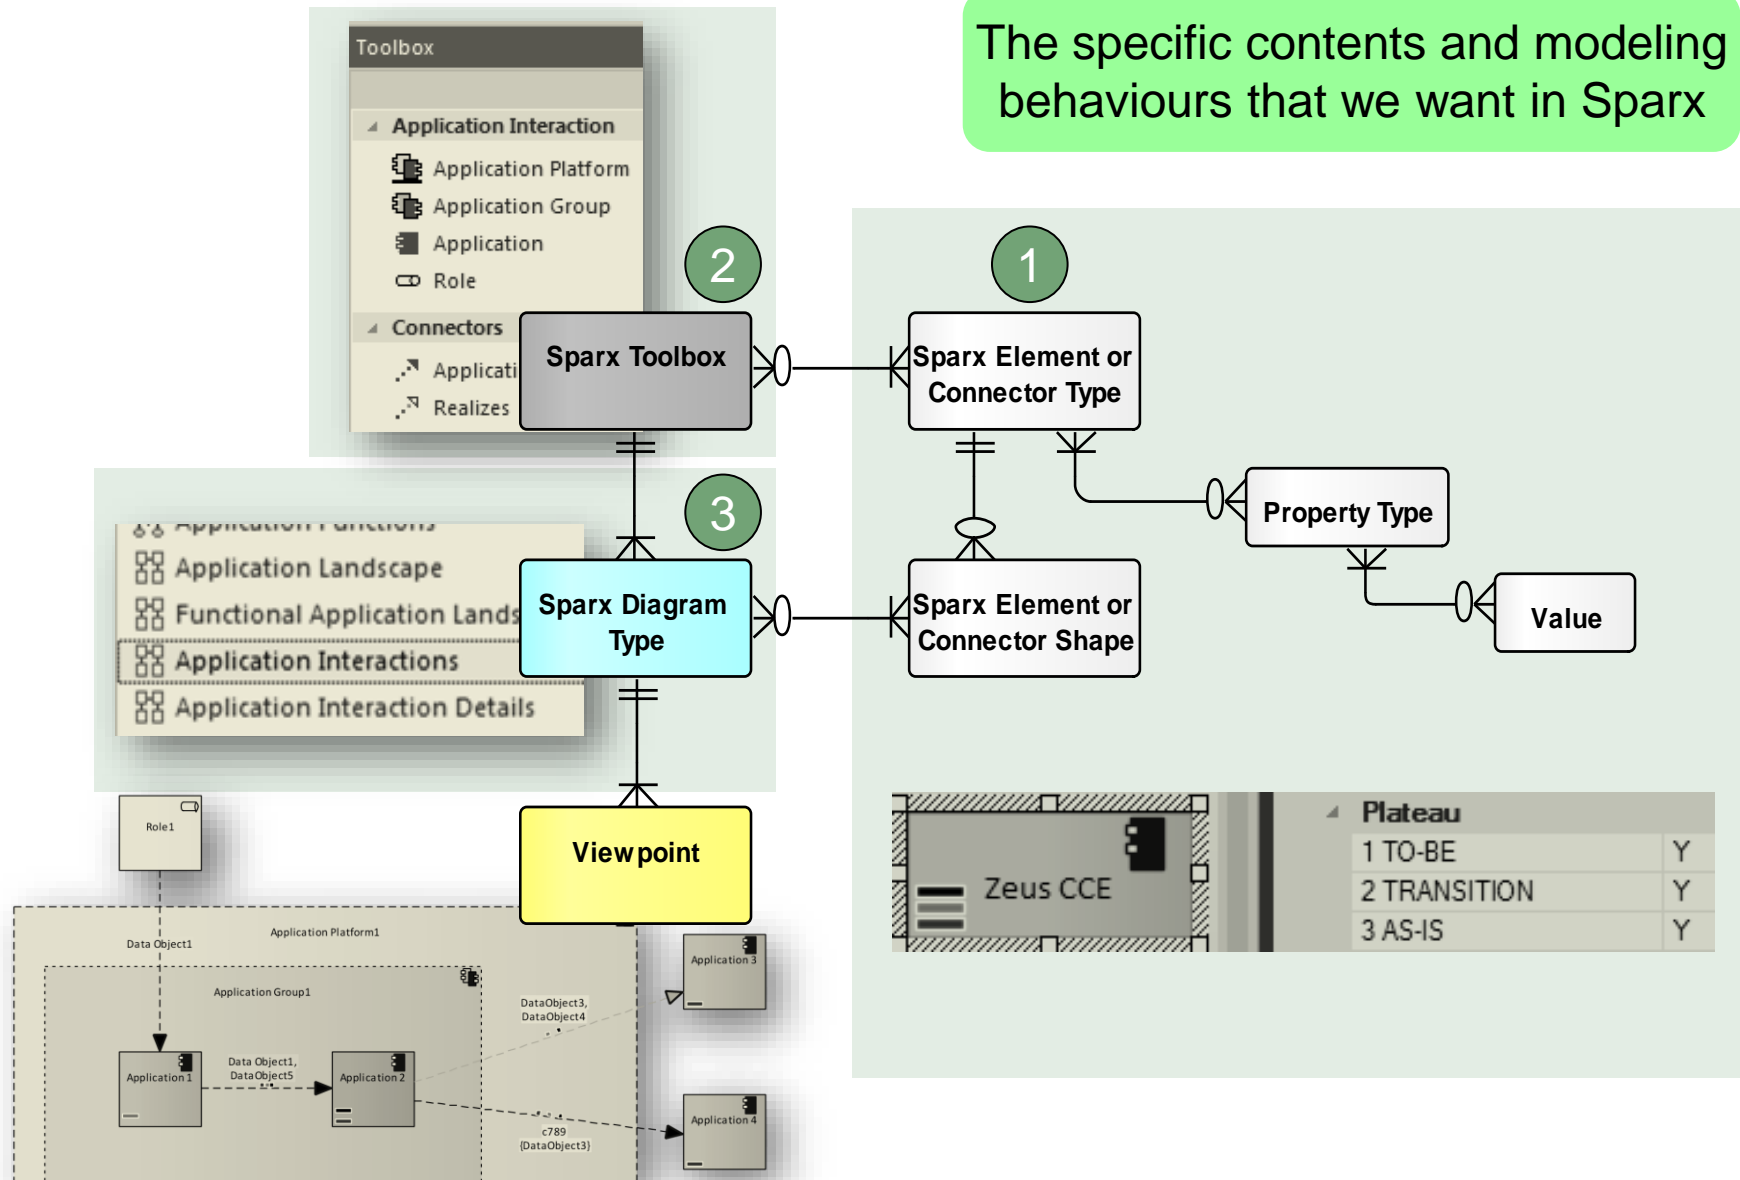 The specific contents and modeling
behaviours that we want in Sparx
Toolbox
Application Interaction
Application Platform
Application Group
Application
Role
Connectors
Applicati
Realizes
2
1
Sparx Toolbox
Sparx Element or
Connector Type
3
Application Functions
Application Landscape
Functional Application Lands
Application Interactions
Application Interaction Details
Sparx Diagram
Type
Sparx Element or
Connector Shape
Property Type
Value
Viewpoint
Role1
Data Object1
Application Platform1
Application Group1
Application 1
Data Object1,
DataObject5
Application 2
DataObject3,
DataObject4
Application 3
c789
{DataObject3}
Application 4
Zeus CCE
Plateau
1 TO-BE Y
2 TRANSITION Y
3 AS-IS Y